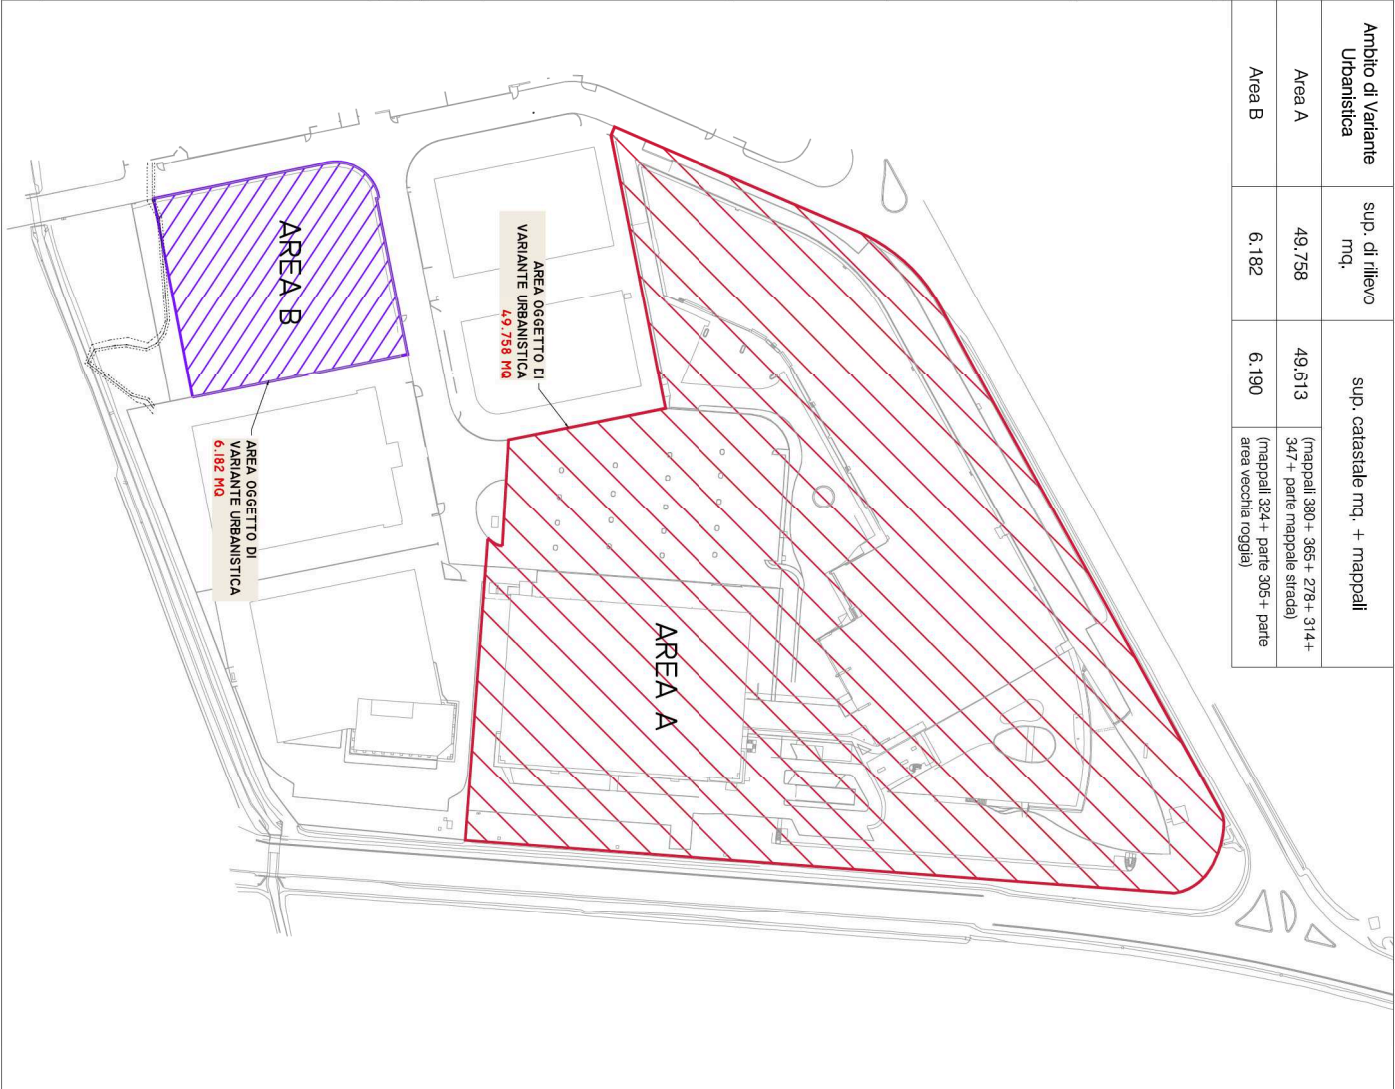 Ambito di Variante
Urbanistica
sup. di rilievo
mq.
sup. catastale mq. + mappali
Area A
49.758
49.613
(mappali 380+ 365+ 278+ 314+
347+ parte mappale strada)
Area B
6.182
6.190
(mappali 324+ parte 305+ parte
area vecchia roggia)
AREA OGGETTO DI
VARIANTE URBANISTICA
49.758 MQ
AREA A
AREA B
AREA OGGETTO DI
VARIANTE URBANISTICA
6.182 MQ